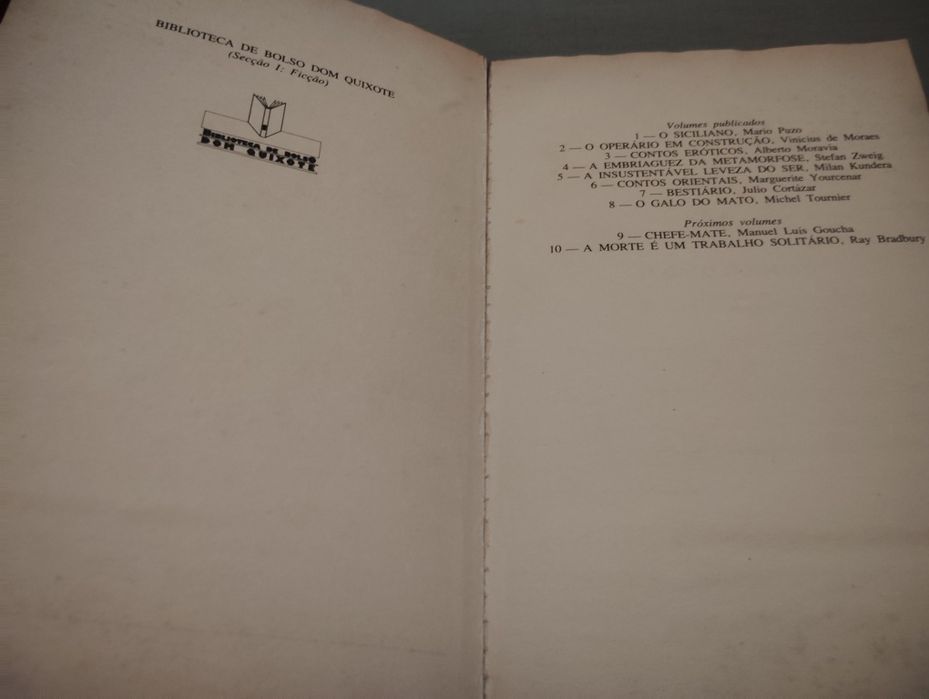 BIBLIOTECA DE BOLSO DOM QUIXOTE
(Secção I: Ficção)
BIBLIOTECA DE BOLSO
DOM QUIXOTE
Volumes publicados
1 — O SICILIANO, Mario Puzo
2 — O OPERÁRIO EM CONSTRUÇÃO, Vinicius de Moraes
3 — CONTOS ERÓTICOS, Alberto Moravia
4 — A EMBRIAGUEZ DA METAMORFOSE, Stefan Zweig
5 — A INSUSTENTÁVEL LEVEZA DO SER, Milan Kundera
6 — CONTOS ORIENTAIS, Marguerite Yourcenar
7 — BESTIÁRIO, Julio Cortázar
8 — O GALO DO MATO, Michel Tournier
Próximos volumes
9 — CHEFE-MATE, Manuel Luís Goucha
10 — A MORTE É UM TRABALHO SOLITÁRIO, Ray Bradbury